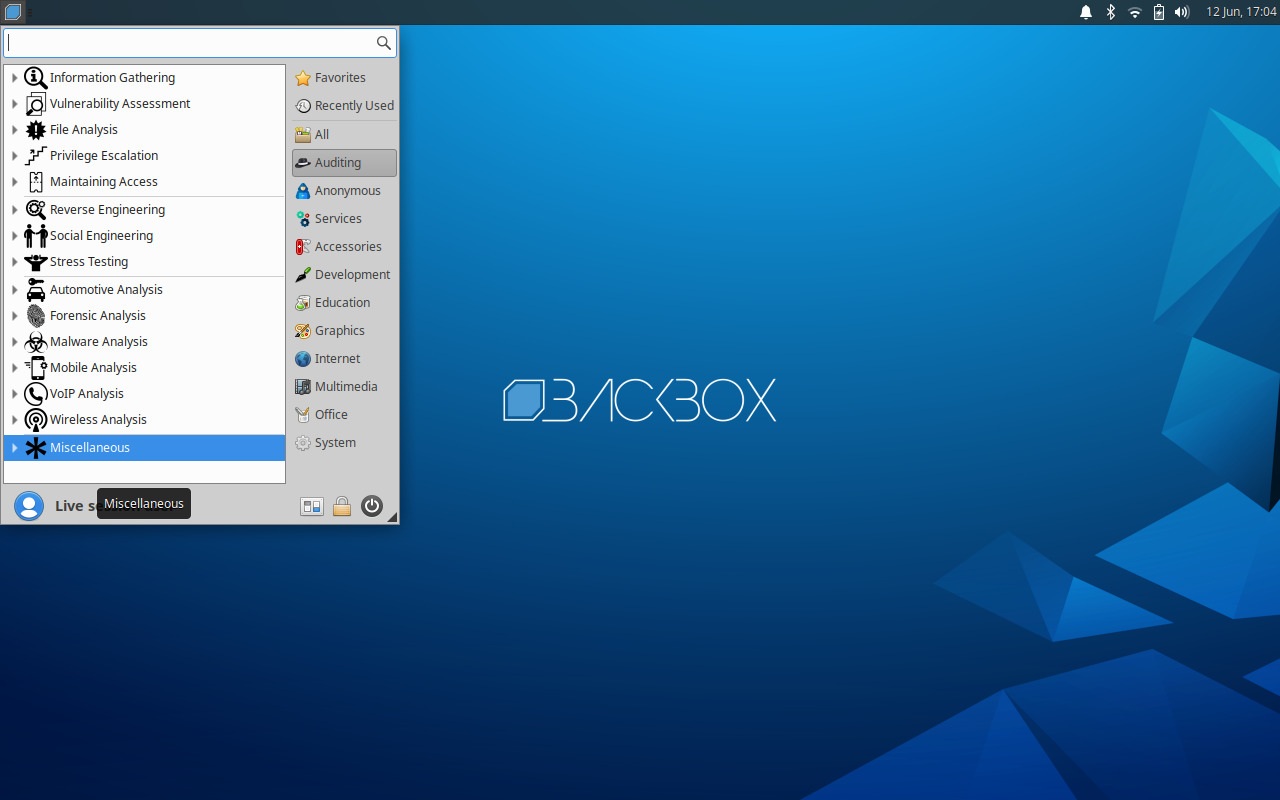 12 Jun, 17:04
Information Gathering
Vulnerability Assessment
File Analysis
Privilege Escalation
Maintaining Access
Reverse Engineering
Social Engineering
Stress Testing
Automotive Analysis
Forensic Analysis
Malware Analysis
Mobile Analysis
VoIP Analysis
Wireless Analysis
Miscellaneous
Favorites
Recently Used
All
Auditing
Anonymous
Services
Accessories
Development
Education
Graphics
Internet
Multimedia
Office
System
Live
Miscellaneous
BACKBOX